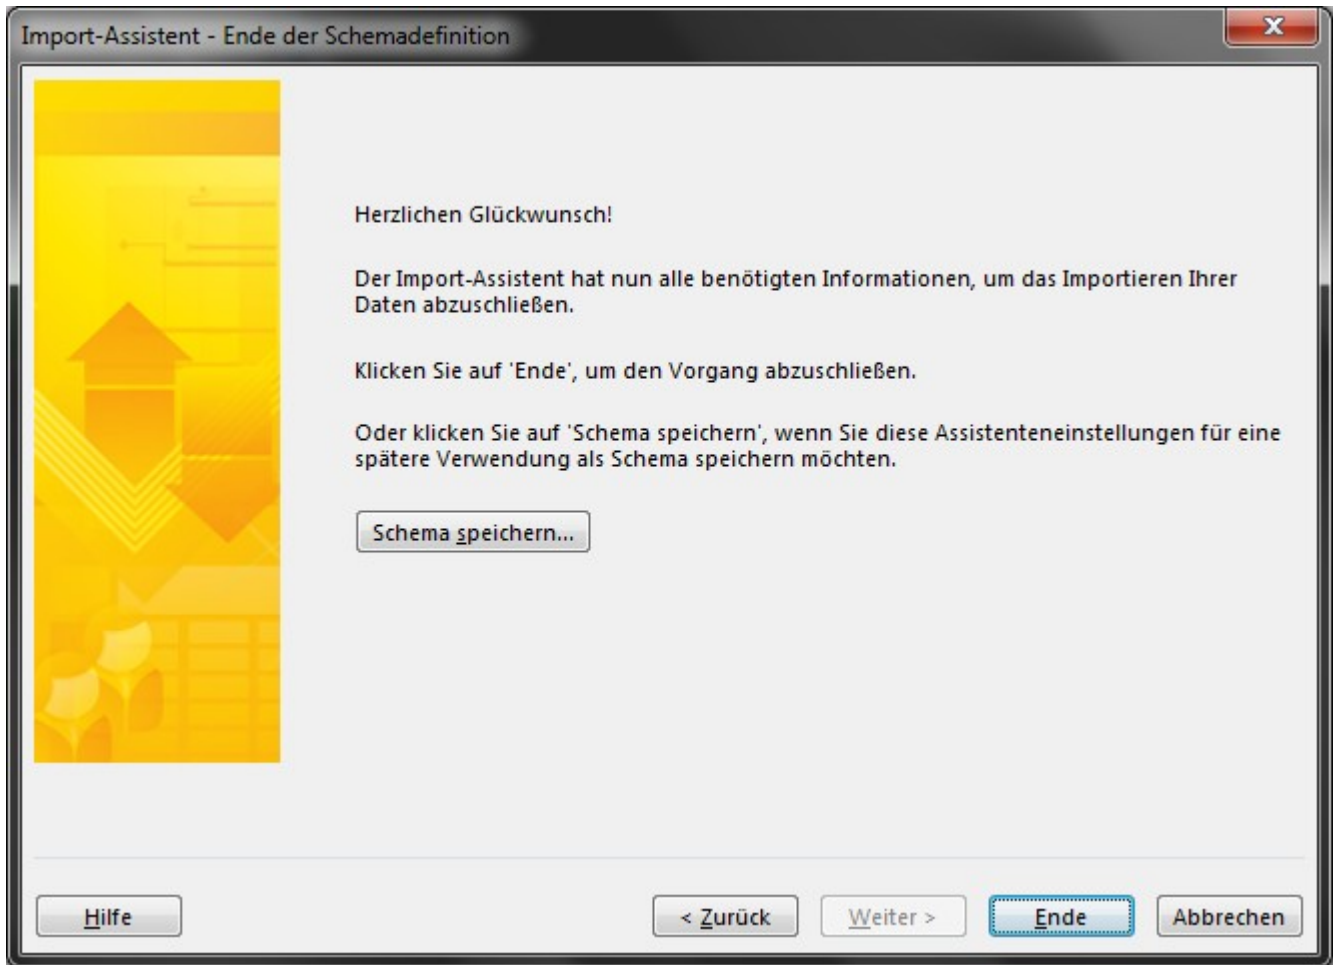 Import-Assistent - Ende der Schemadefinition
Herzlichen Glückwunsch!
Der Import-Assistent hat nun alle benötigten Informationen, um das Importieren Ihrer
Daten abzuschließen.
Klicken Sie auf 'Ende', um den Vorgang abzuschließen.
Oder klicken Sie auf 'Schema speichern', wenn Sie diese Assistenteneinstellungen für eine
spätere Verwendung als Schema speichern möchten.
Schema speichern...
Hilfe
< Zurück
Weiter >
Ende
Abbrechen